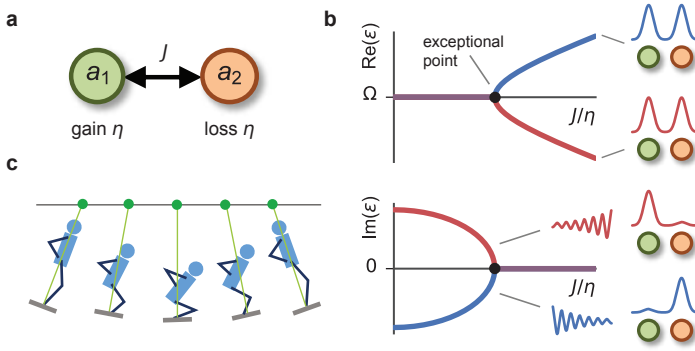 a
J
a1
a2
gain η
loss η
b
Re(ε)
exceptional
point
Ω
J/η
Im(ε)
0
J/η
c